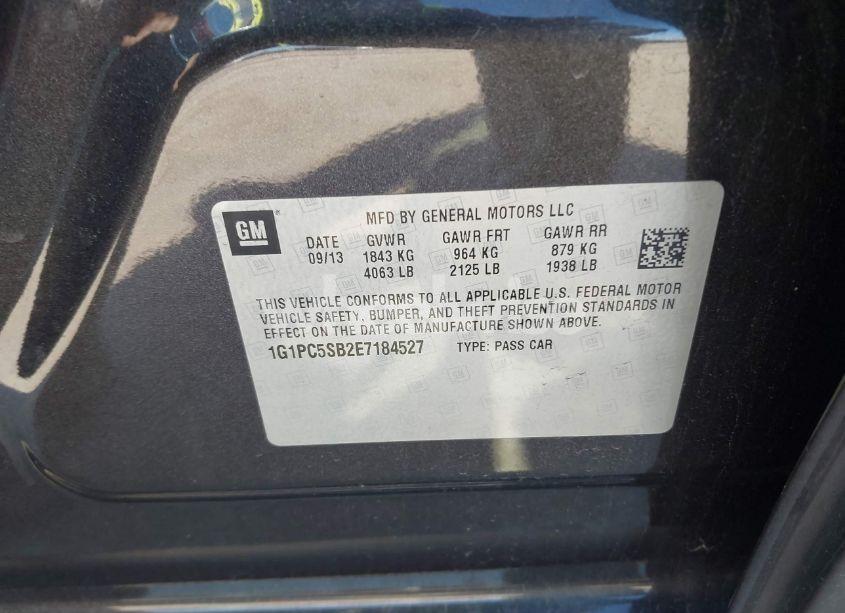 GM
MFD BY GENERAL MOTORS LLC
DATE GVWR GAWR FRT GAWR RR
09/13 1843 KG 964 KG 879 KG
4063 LB 2125 LB 1938 LB
THIS VEHICLE CONFORMS TO ALL APPLICABLE U.S. FEDERAL MOTOR
VEHICLE SAFETY, BUMPER, AND THEFT PREVENTION STANDARDS IN
EFFECT ON THE DATE OF MANUFACTURE SHOWN ABOVE.
1G1PC5SB2E7184527 TYPE: PASS CAR